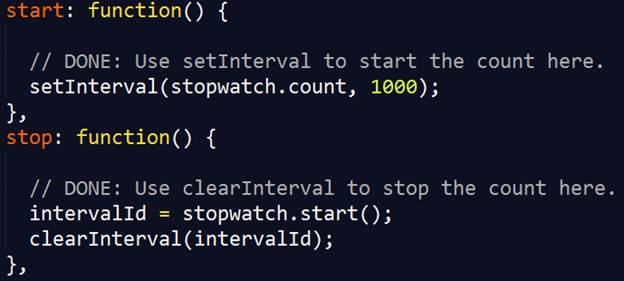 start: function() {
// DONE: Use setInterval to start the count here.
setInterval(stopwatch.count, 1000);
},
stop: function() {
// DONE: Use clearInterval to stop the count here.
intervalId = stopwatch.start();
clearInterval(intervalId);
},